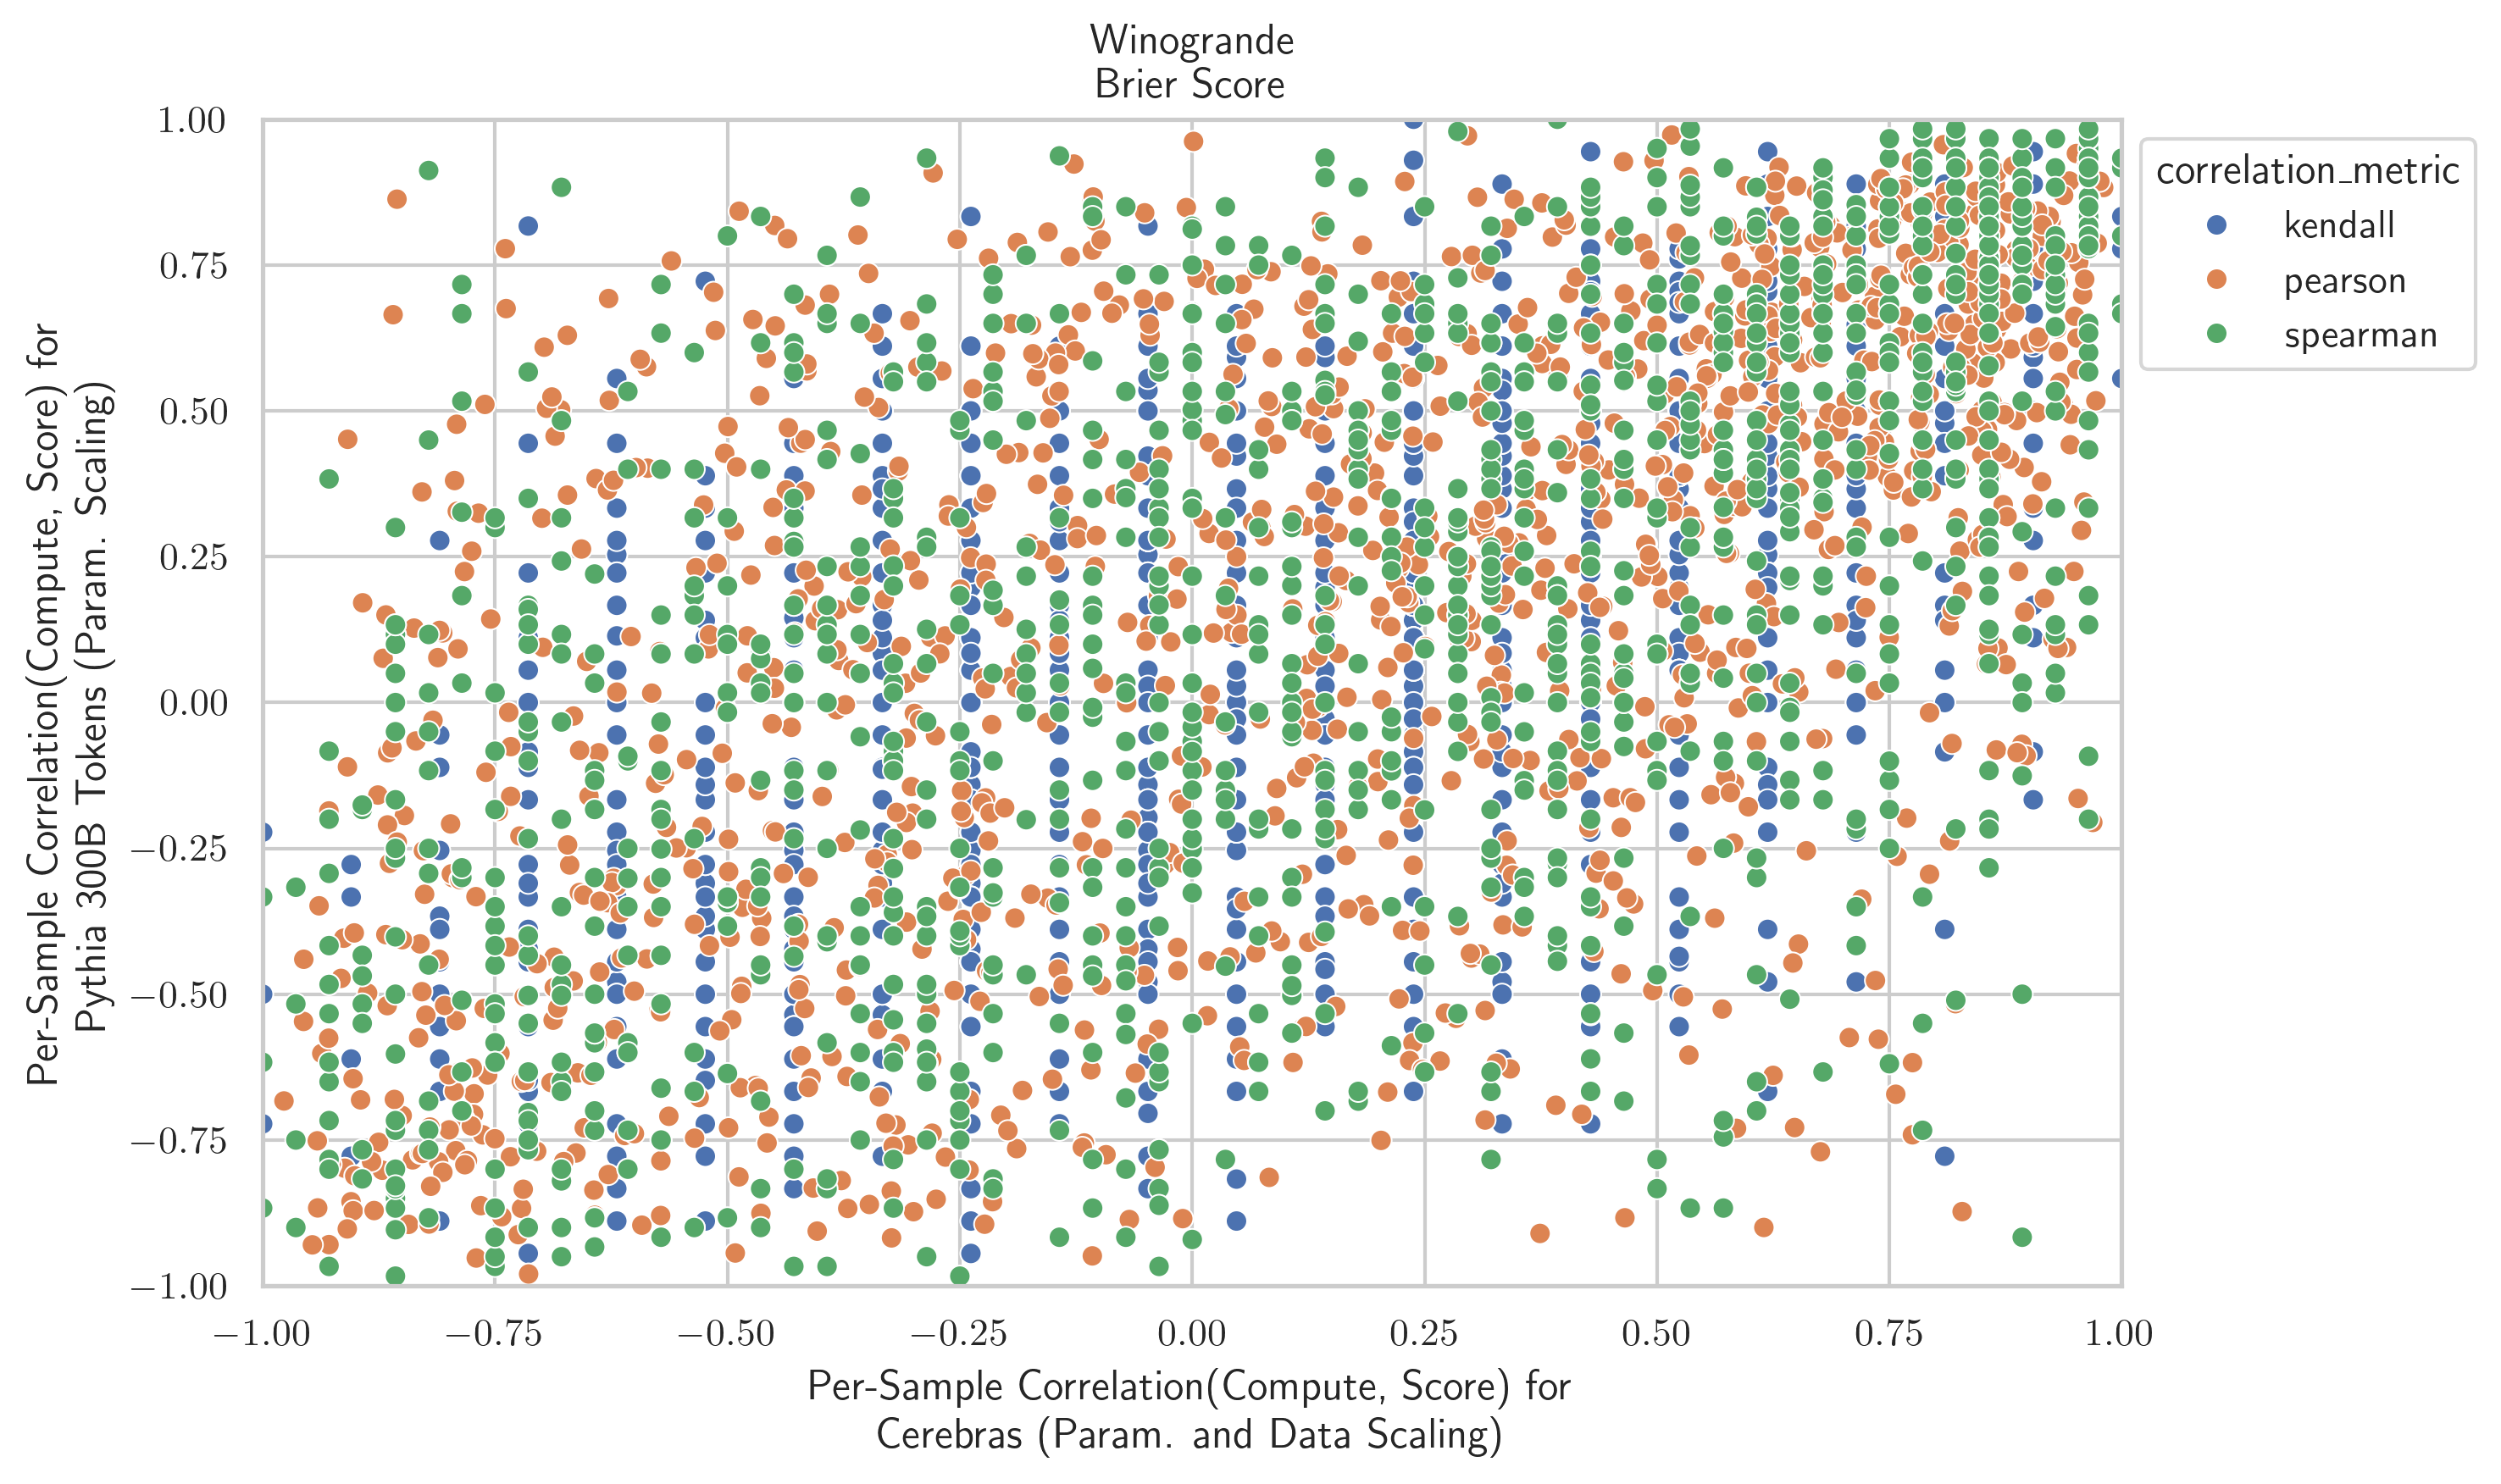 Winogrande
Brier Score
1.00
0.75
0.50
0.25
0.00
−0.25
−0.50
−0.75
−1.00
Per-Sample Correlation(Compute, Score) for
Pythia 300B Tokens (Param. Scaling)
−1.00 −0.75 −0.50 −0.25 0.00 0.25 0.50 0.75 1.00
Per-Sample Correlation(Compute, Score) for
Cerebras (Param. and Data Scaling)
correlation_metric
kendall
pearson
spearman